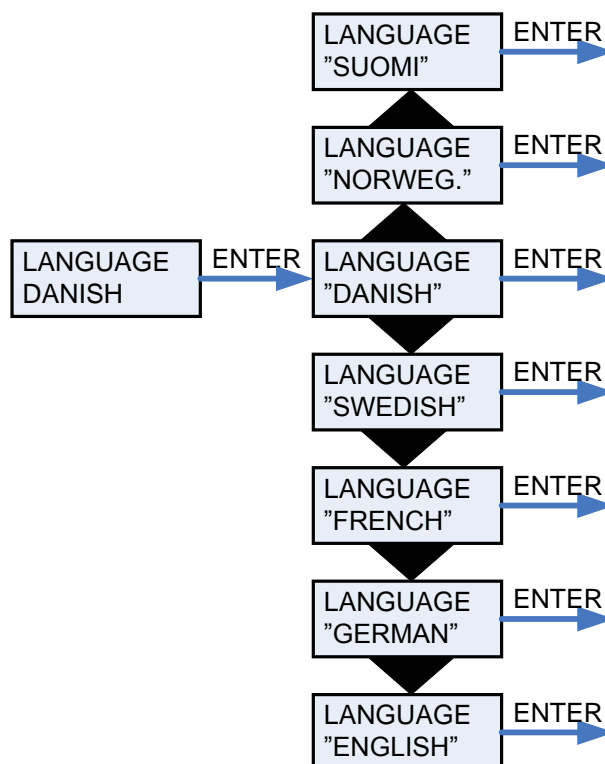 LANGUAGE ENTER
”SUOMI”
LANGUAGE ENTER
”NORWEG.”
LANGUAGE ENTER LANGUAGE ENTER
DANISH ”DANISH”
LANGUAGE ENTER
”SWEDISH”
LANGUAGE ENTER
”FRENCH”
LANGUAGE ENTER
”GERMAN”
LANGUAGE ENTER
”ENGLISH”